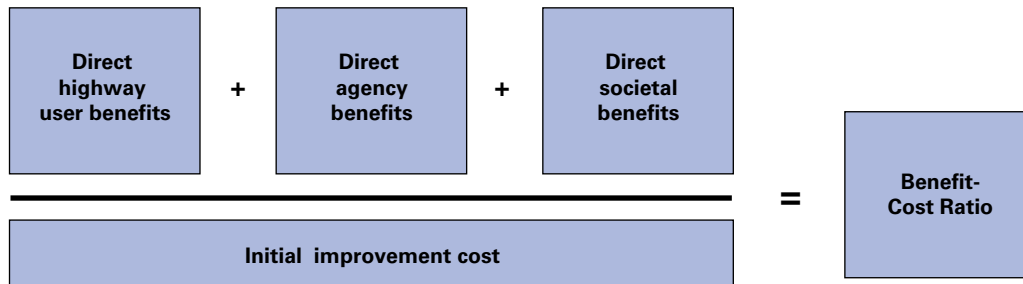 Direct
highway
user benefits
+
Direct
agency
benefits
+
Direct
societal
benefits
Initial improvement cost
=
Benefit-
Cost Ratio